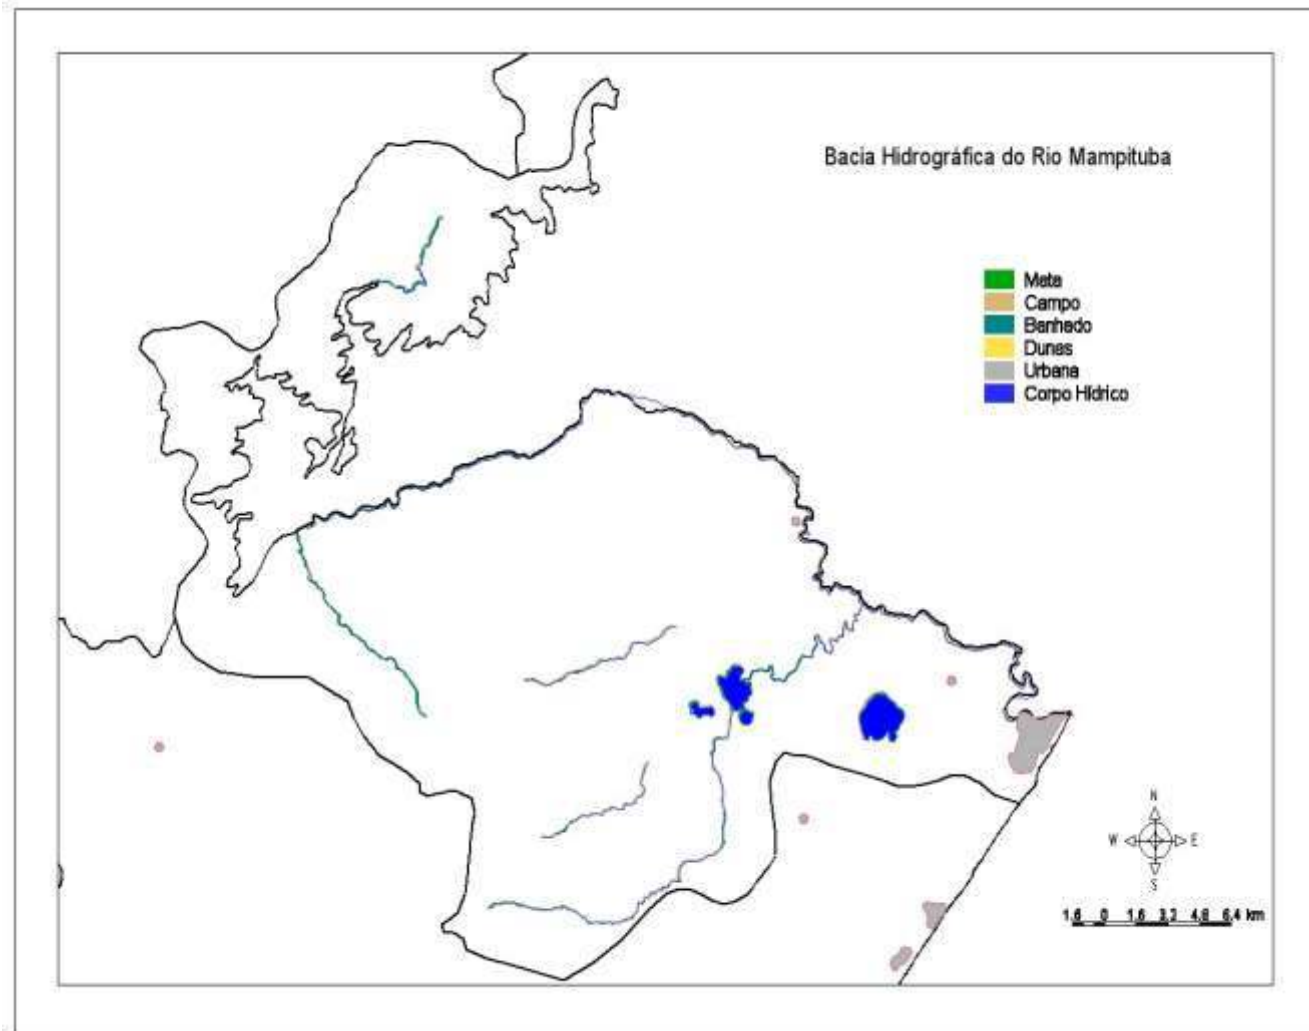 Bacia Hidrográfica do Rio Mampituba
Mata
Campo
Banhado
Dunas
Urbana
Corpo Hídrico
N
W E
S
1.6 0 1.6 3.2 4.8 6.4 km